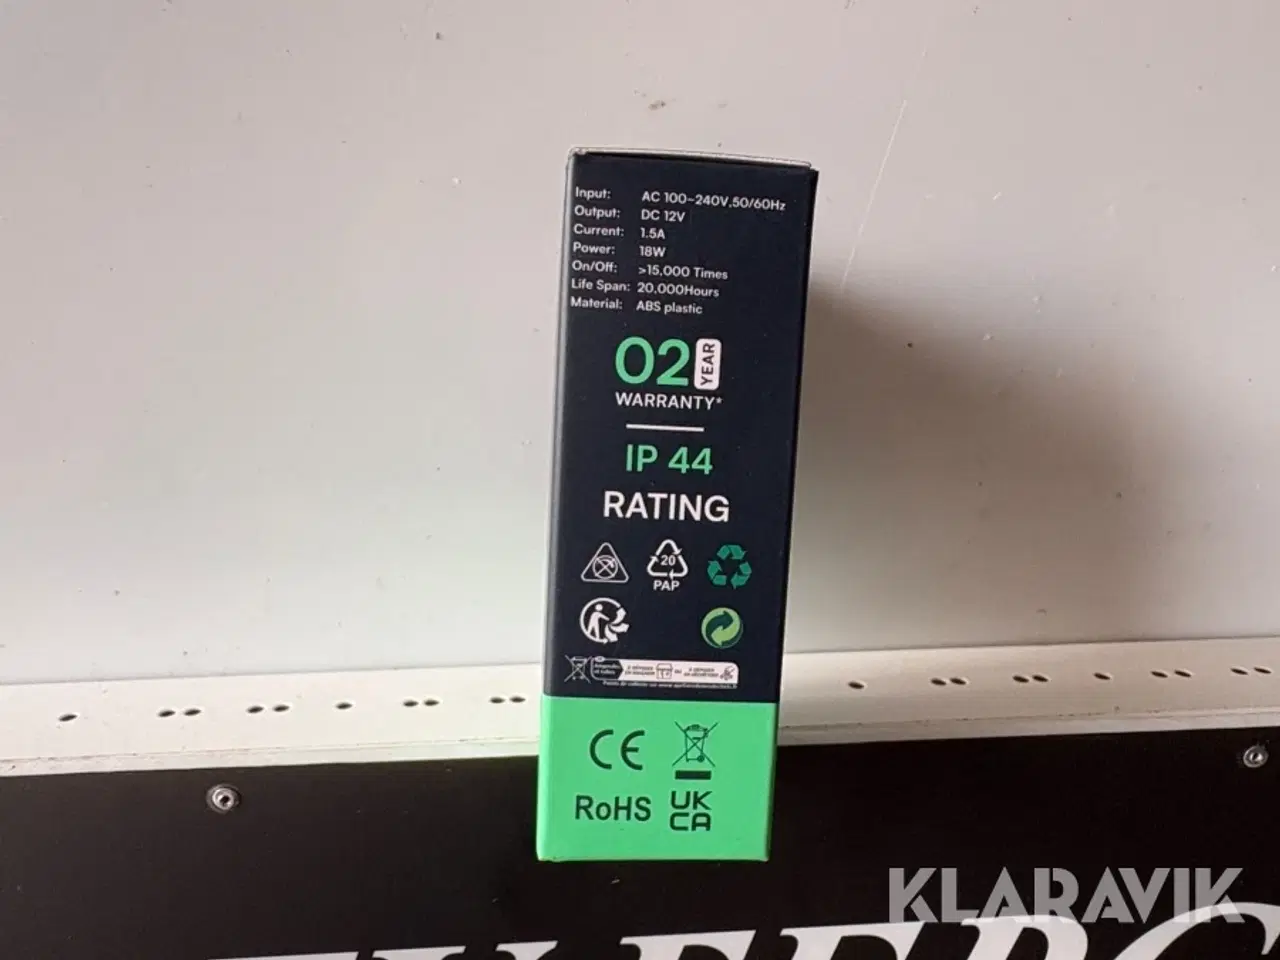 Input: AC 100~240V,50/60Hz
Output: DC 12V
Current: 1.5A
Power: 18W
On/Off: >15,000 Times
Life Span: 20,000Hours
Material: ABS plastic
02 YEAR
WARRANTY*
IP 44
RATING
20
PAP
CE
RoHS
UK
CA
KLARAVIK